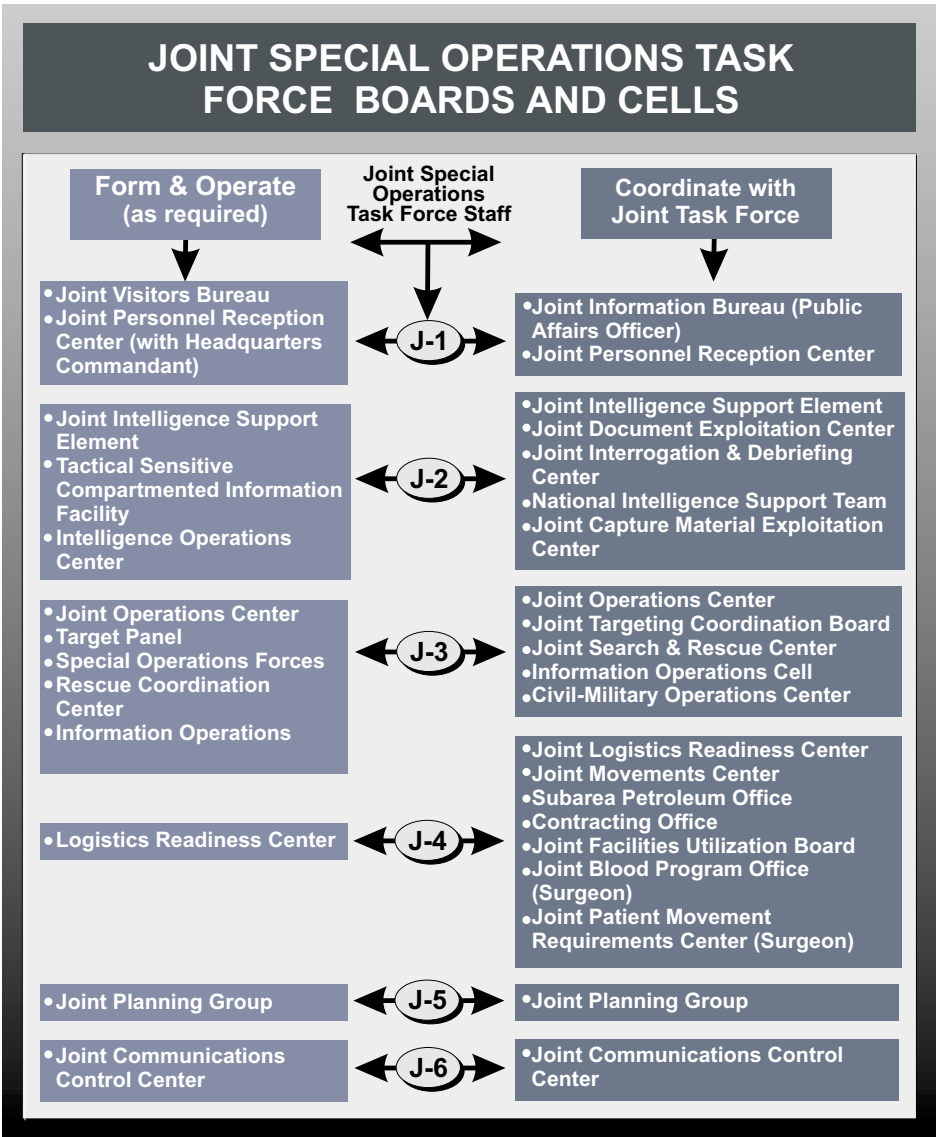 JOINT SPECIAL OPERATIONS TASK
FORCE BOARDS AND CELLS
Form & Operate
(as required)
Joint Special
Operations
Task Force Staff
Coordinate with
Joint Task Force
•Joint Visitors Bureau
•Joint Personnel Reception
Center (with Headquarters
Commandant)
J-1
•Joint Information Bureau (Public
Affairs Officer)
•Joint Personnel Reception Center
•Joint Intelligence Support
Element
•Tactical Sensitive
Compartmented Information
Facility
•Intelligence Operations
Center
J-2
•Joint Intelligence Support Element
•Joint Document Exploitation Center
•Joint Interrogation & Debriefing
Center
•National Intelligence Support Team
•Joint Capture Material Exploitation
Center
•Joint Operations Center
•Target Panel
•Special Operations Forces
•Rescue Coordination
Center
•Information Operations
J-3
•Joint Operations Center
•Joint Targeting Coordination Board
•Joint Search & Rescue Center
•Information Operations Cell
•Civil-Military Operations Center
•Logistics Readiness Center
J-4
•Joint Logistics Readiness Center
•Joint Movements Center
•Subarea Petroleum Office
•Contracting Office
•Joint Facilities Utilization Board
•Joint Blood Program Office
(Surgeon)
•Joint Patient Movement
Requirements Center (Surgeon)
•Joint Planning Group
J-5
•Joint Planning Group
•Joint Communications
Control Center
J-6
•Joint Communications Control
Center